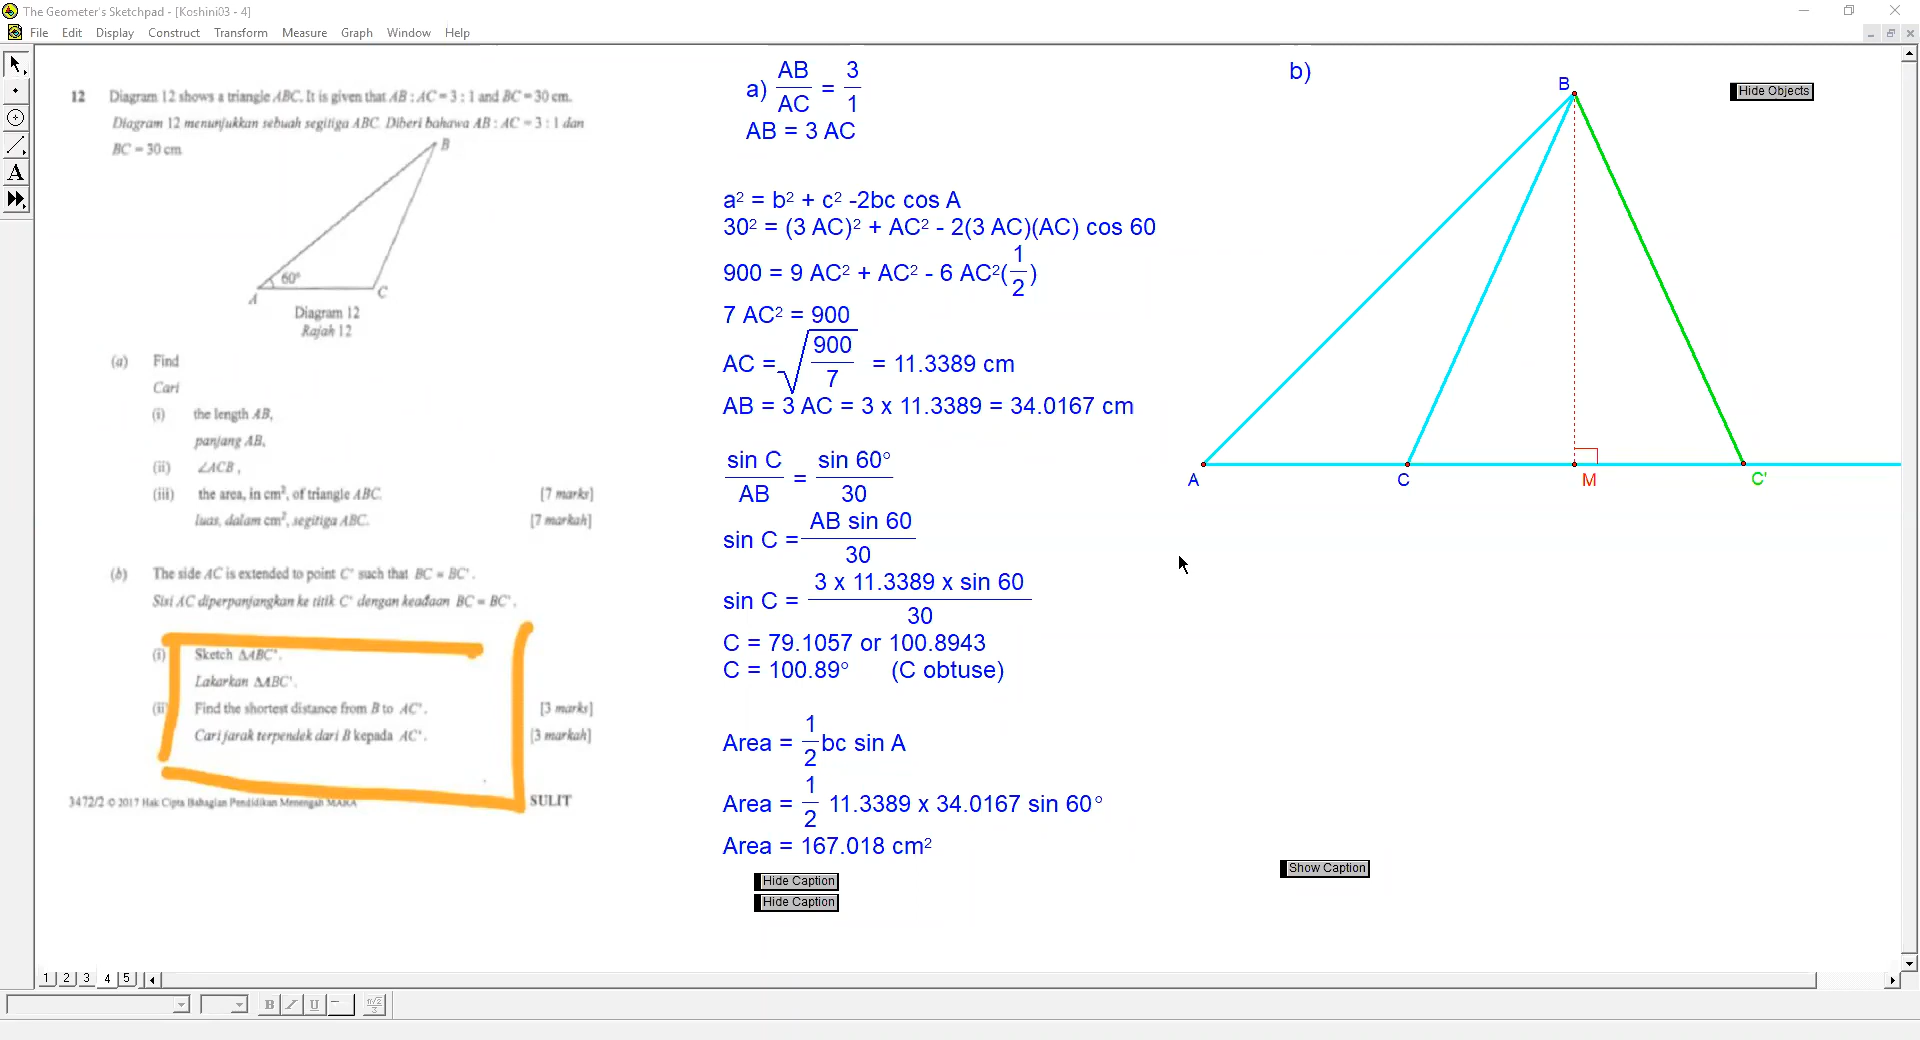 The Geometer's Sketchpad - [Koshini03 - 4]
File Edit Display Construct Transform Measure Graph Window Help
12 Diagram 12 shows a triangle ABC. It is given that AB : AC = 3 : 1 and BC = 30 cm.
Diagram 12 menunjukkan sebuah segitiga ABC. Diberi bahawa AB : AC = 3 : 1 dan
BC = 30 cm
B
60°
A
C
Diagram 12
Rajah 12
(a) Find
Cari
(i) the length AB,
panjang AB,
(ii) ∠ACB,
(iii) the area, in cm², of triangle ABC. [7 marks]
luas, dalam cm², segitiga ABC. [7 markah]
(b) The side AC is extended to point C' such that BC = BC'.
Sisi AC diperpanjangkan ke titik C' dengan keadaan BC = BC'.
(i) Sketch ΔABC'.
Lakarkan ΔABC'.
(ii) Find the shortest distance from B to AC'. [3 marks]
Cari jarak terpendek dari B kepada AC'. [3 markah]
3472/2 © 2017 Hak Cipta Bahagian Pendidikan Menengah MARA SULIT
a) AB/AC = 3/1
AB = 3 AC
a² = b² + c² -2bc cos A
30² = (3 AC)² + AC² - 2(3 AC)(AC) cos 60
900 = 9 AC² + AC² - 6 AC²(1/2)
7 AC² = 900
AC = √(900/7) = 11.3389 cm
AB = 3 AC = 3 x 11.3389 = 34.0167 cm
sin C/AB = sin 60°/30
sin C = AB sin 60/30
sin C = 3 x 11.3389 x sin 60/30
C = 79.1057 or 100.8943
C = 100.89° (C obtuse)
Area = 1/2 bc sin A
Area = 1/2 11.3389 x 34.0167 sin 60°
Area = 167.018 cm²
Hide Caption
Hide Caption
b)
B
Hide Objects
A
C
M
C'
Show Caption
1 2 3 4 5
B I U